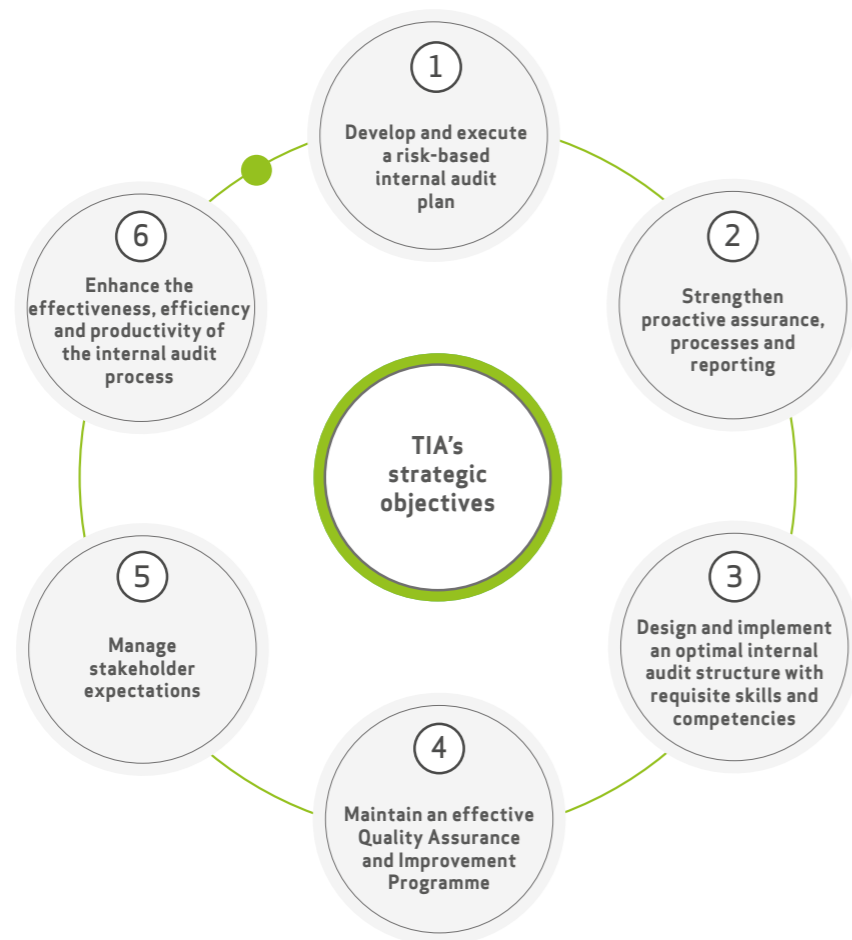 1
Develop and execute
a risk-based
internal audit
plan
2
Strengthen
proactive assurance,
processes and
reporting
3
Design and implement
an optimal internal
audit structure with
requisite skills and
competencies
4
Maintain an effective
Quality Assurance
and Improvement
Programme
5
Manage
stakeholder
expectations
6
Enhance the
effectiveness, efficiency
and productivity of
the internal audit
process
TIA's
strategic
objectives